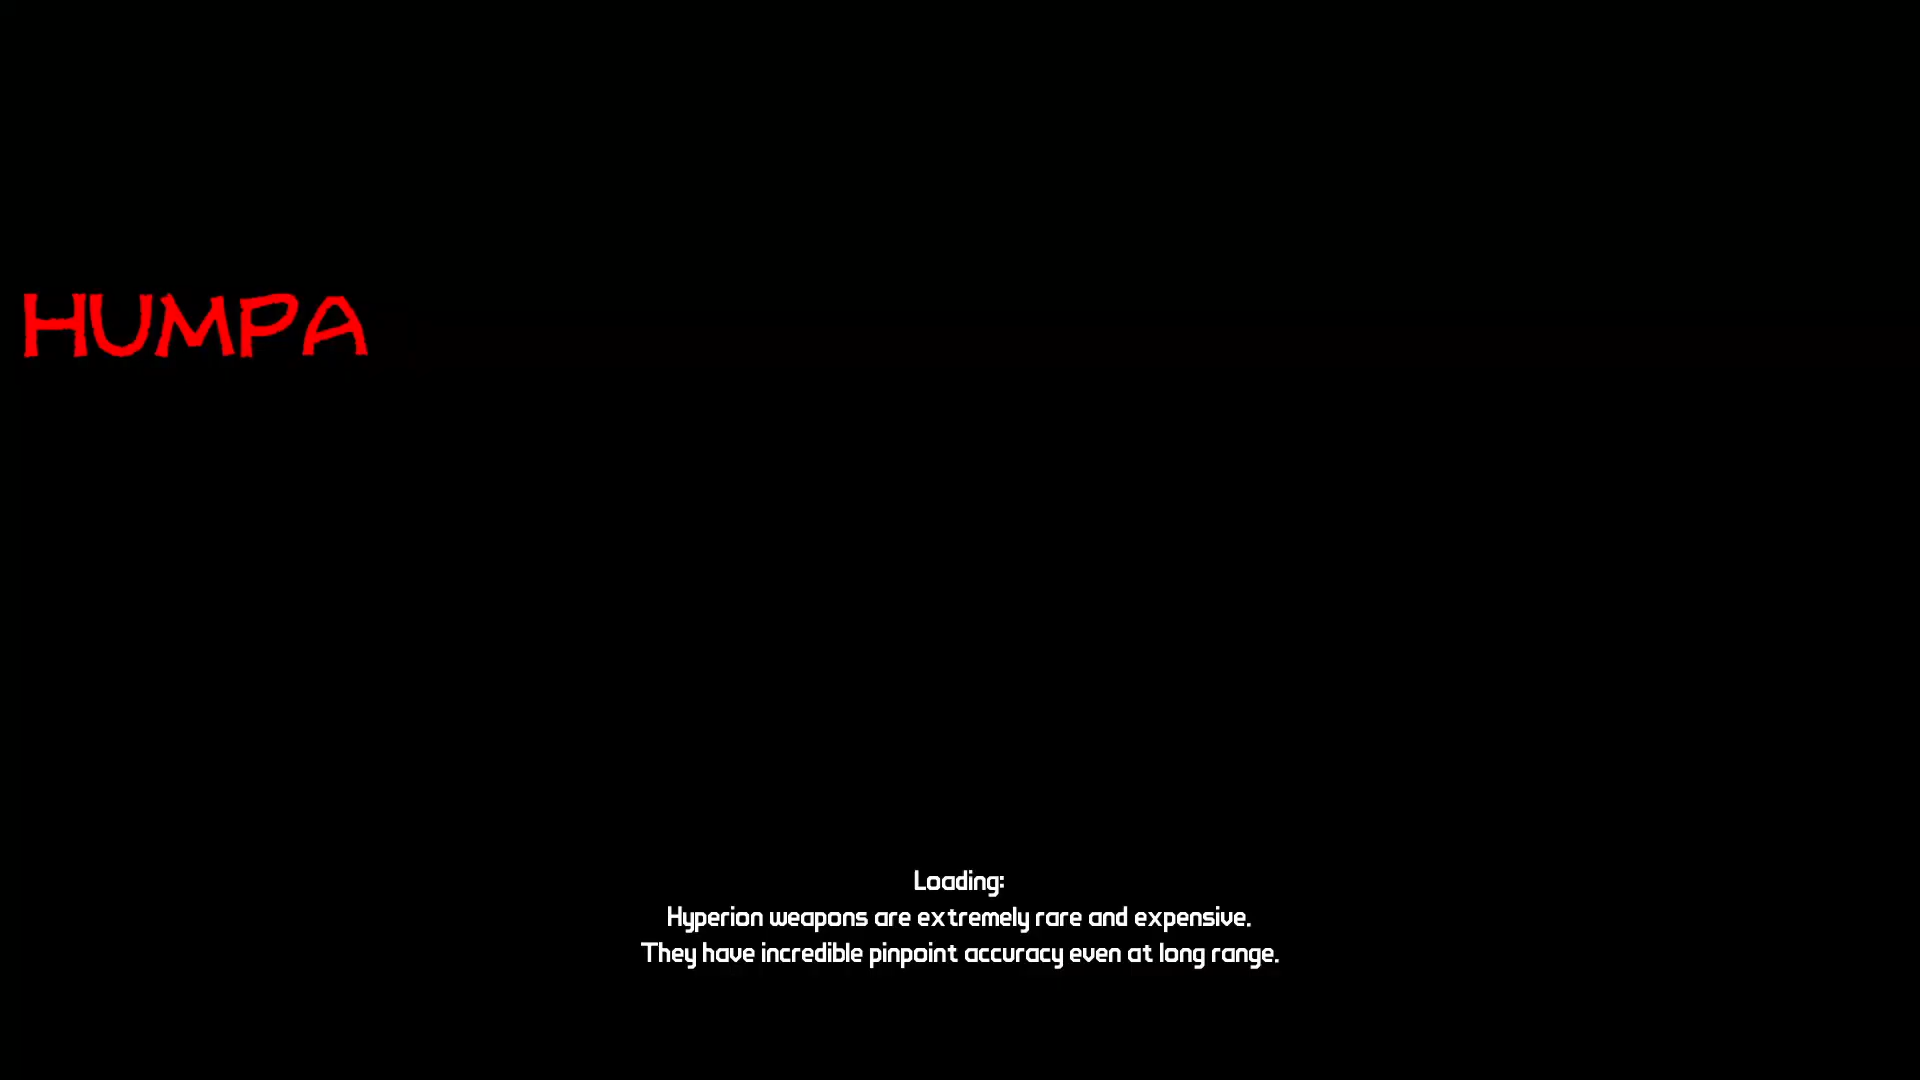 HUMPA
Loading:
Hyperion weapons are extremely rare and expensive.
They have incredible pinpoint accuracy even at long range.